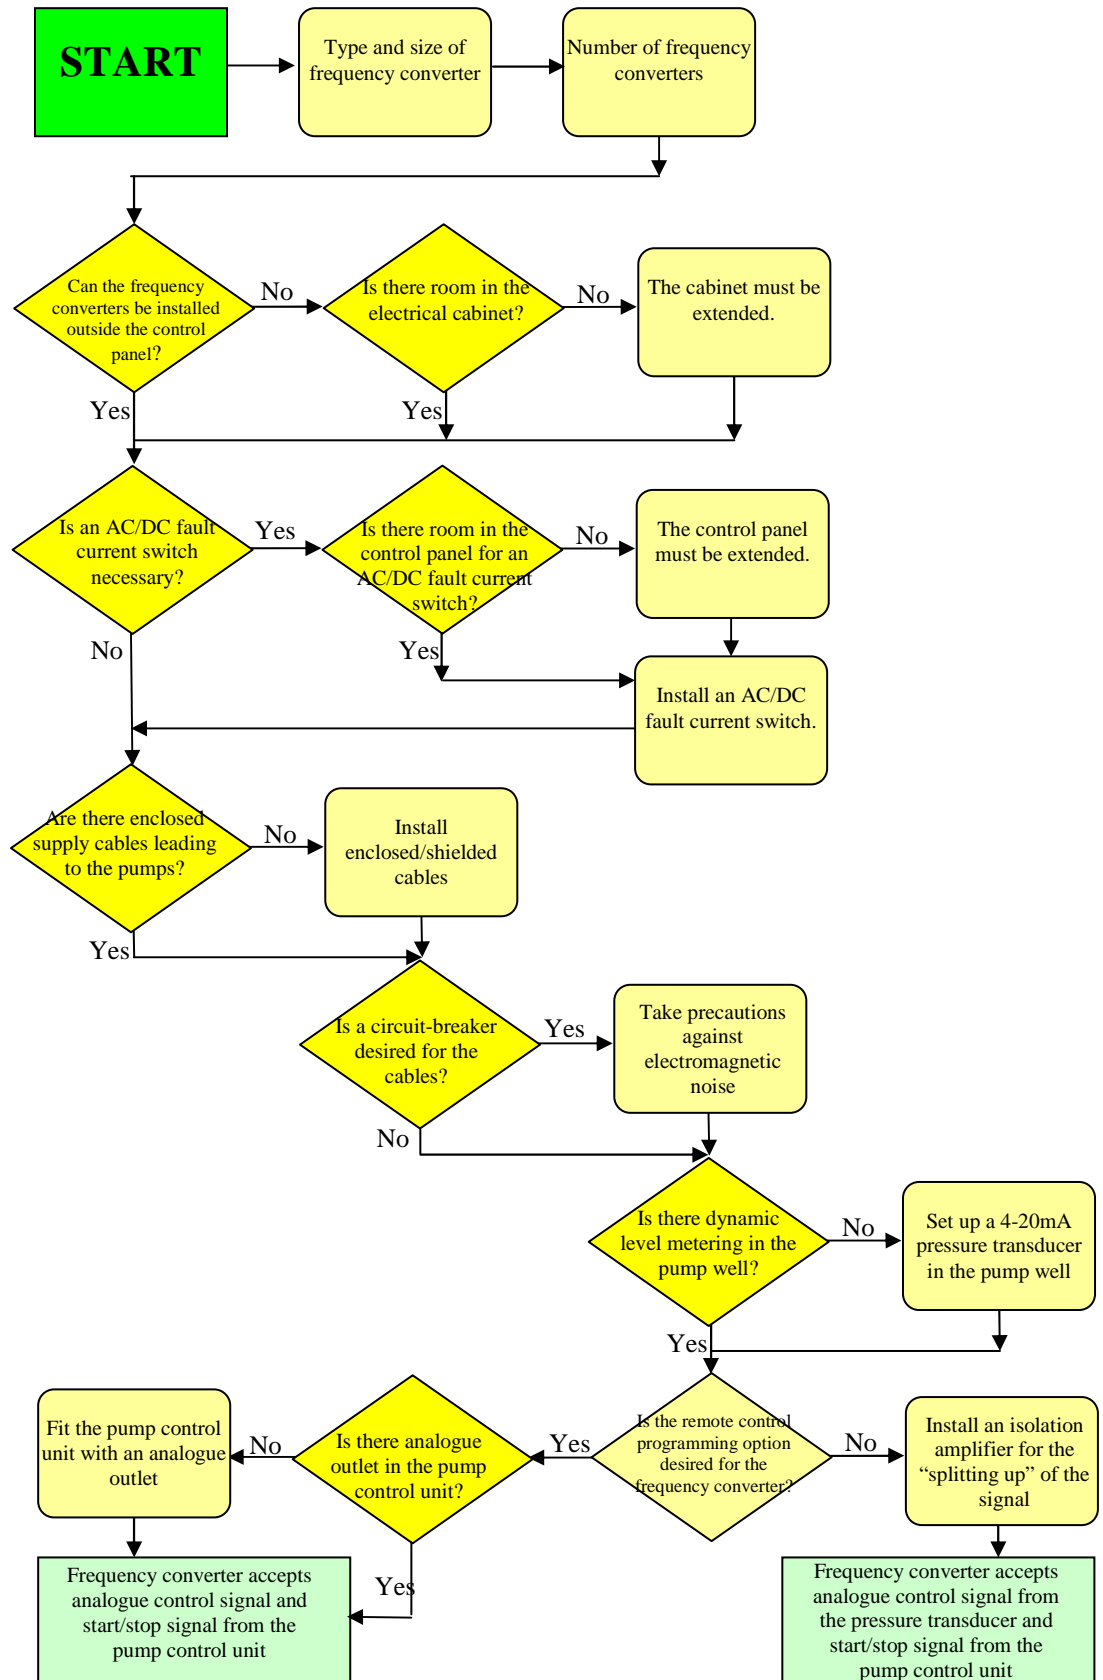 START
Type and size of
frequency converter
Number of frequency
converters
Can the frequency
converters be installed
outside the control
panel?
No
Is there room in the
electrical cabinet?
No
The cabinet must be
extended.
Yes
Yes
Is an AC/DC fault
current switch
necessary?
Yes
Is there room in the
control panel for an
AC/DC fault current
switch?
No
The control panel
must be extended.
No
Yes
Install an AC/DC
fault current switch.
Are there enclosed
supply cables leading
to the pumps?
No
Install
enclosed/shielded
cables
Yes
Is a circuit-breaker
desired for the
cables?
Yes
Take precautions
against
electromagnetic
noise
No
Is there dynamic
level metering in the
pump well?
No
Set up a 4-20mA
pressure transducer
in the pump well
Yes
Is the remote control
programming option
desired for the
frequency converter?
No
Install an isolation
amplifier for the
“splitting up” of the
signal
Yes
Is there analogue
outlet in the pump
control unit?
No
Fit the pump control
unit with an analogue
outlet
Yes
Frequency converter accepts
analogue control signal and
start/stop signal from the
pump control unit
Frequency converter accepts
analogue control signal from
the pressure transducer and
start/stop signal from the
pump control unit